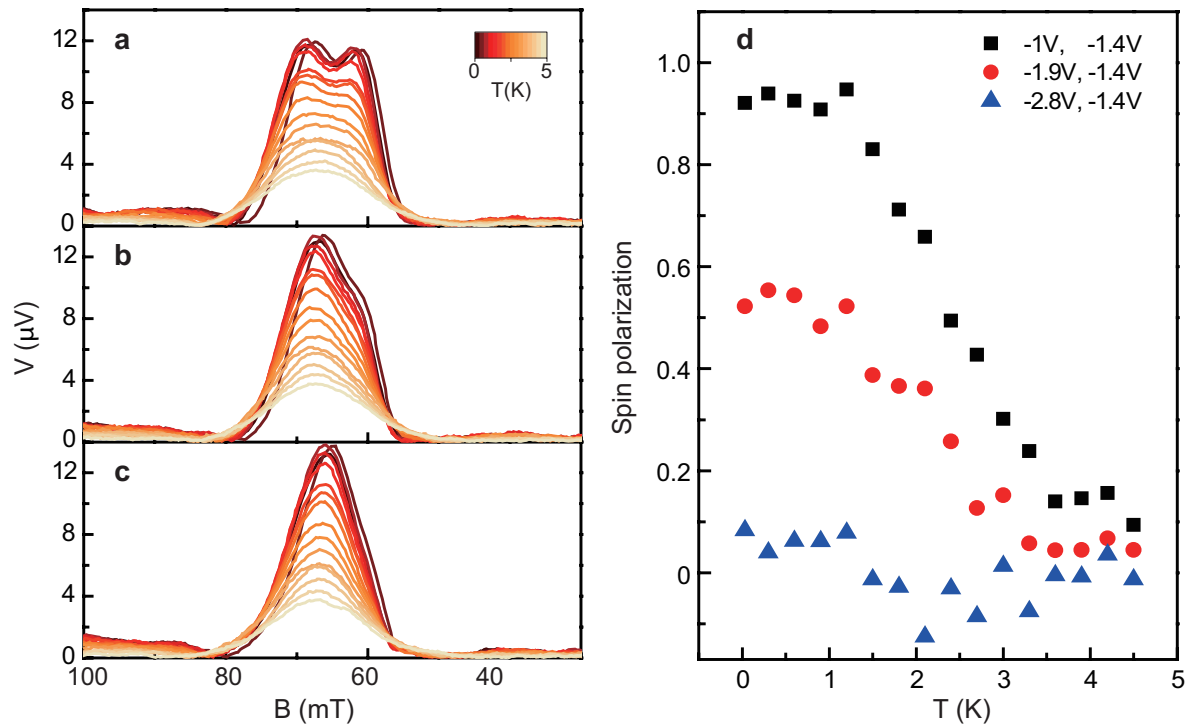 a
12
8
4
0
0 5
T(K)
b
12
8
4
0
c
12
8
4
0
V (µV)
100 80 60 40
B (mT)
d
-1V, -1.4V
-1.9V, -1.4V
-2.8V, -1.4V
1.0
0.8
0.6
0.4
0.2
0
Spin polarization
0 1 2 3 4 5
T (K)